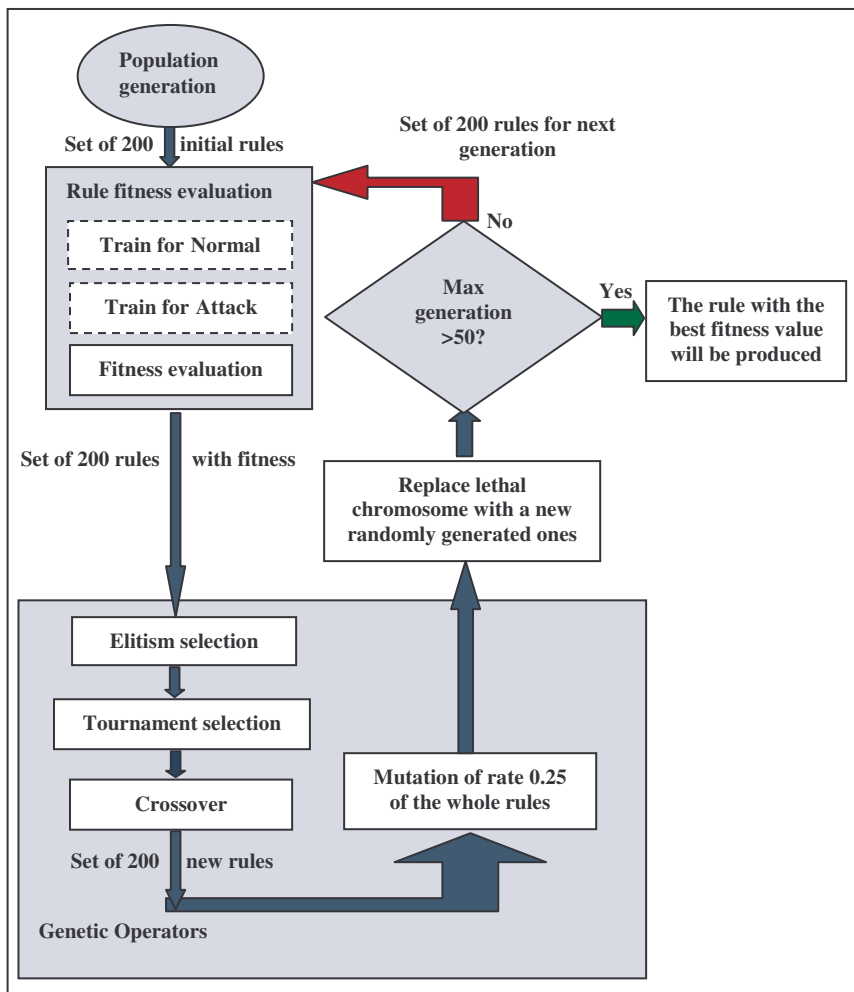 Population
generation
Set of 200 initial rules
Rule fitness evaluation
Train for Normal
Train for Attack
Fitness evaluation
Set of 200 rules with fitness
Elitism selection
Tournament selection
Crossover
Set of 200 new rules
Genetic Operators
Mutation of rate 0.25
of the whole rules
Replace lethal
chromosome with a new
randomly generated ones
Max
generation
>50?
No
Set of 200 rules for next
generation
Yes
The rule with the
best fitness value
will be produced